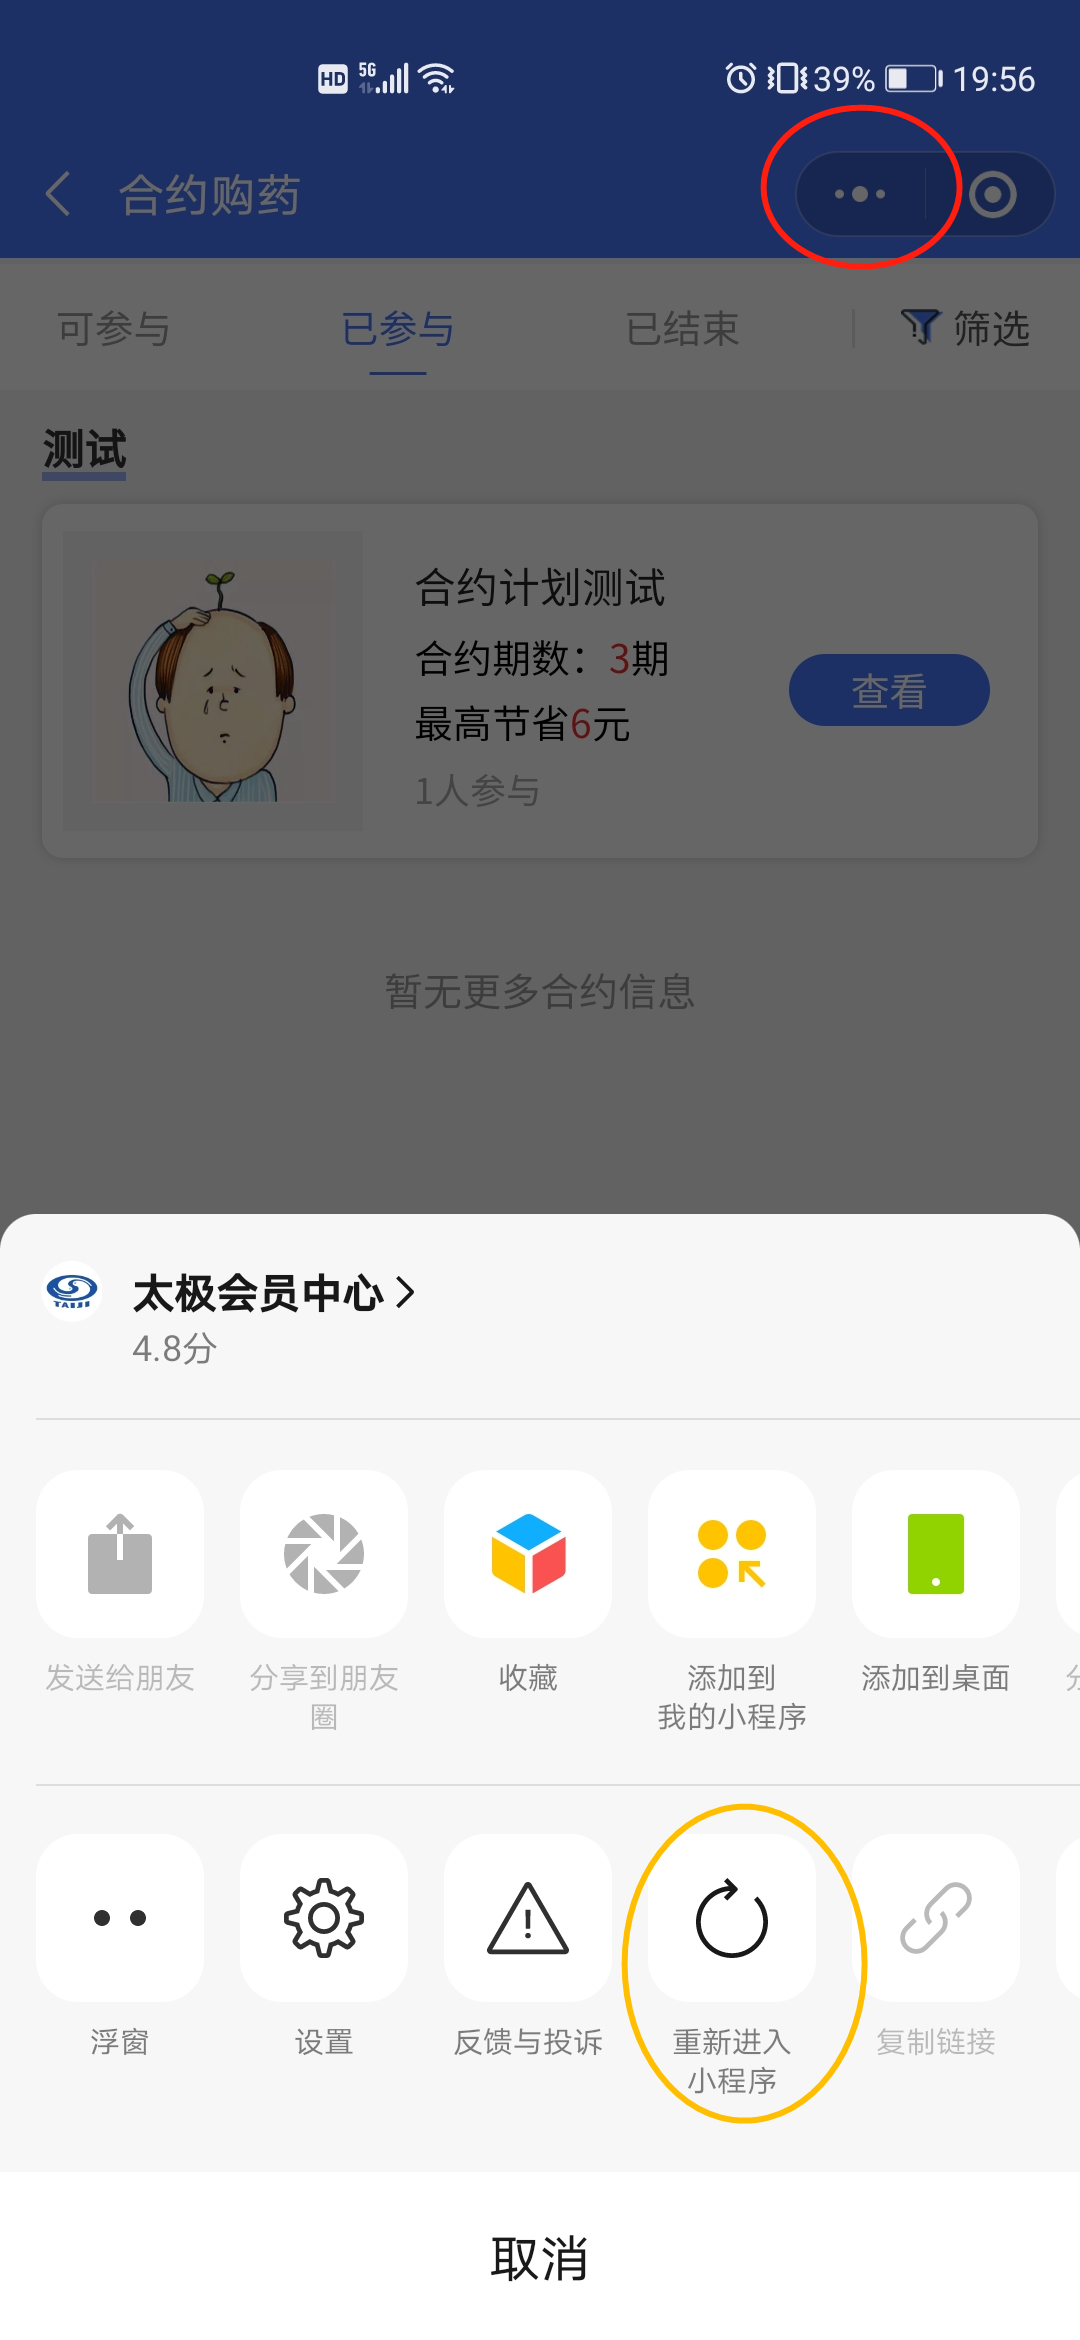 HD 5G 39% 19:56
合约购药
可参与 已参与 已结束 筛选
测试
合约计划测试
合约期数：3期
最高节省6元
查看
1人参与
暂无更多合约信息
TAIJI
太极会员中心
4.8分
发送给朋友 分享到朋友圈 收藏 添加到我的小程序 添加到桌面
浮窗 设置 反馈与投诉 重新进入小程序 复制链接
取消